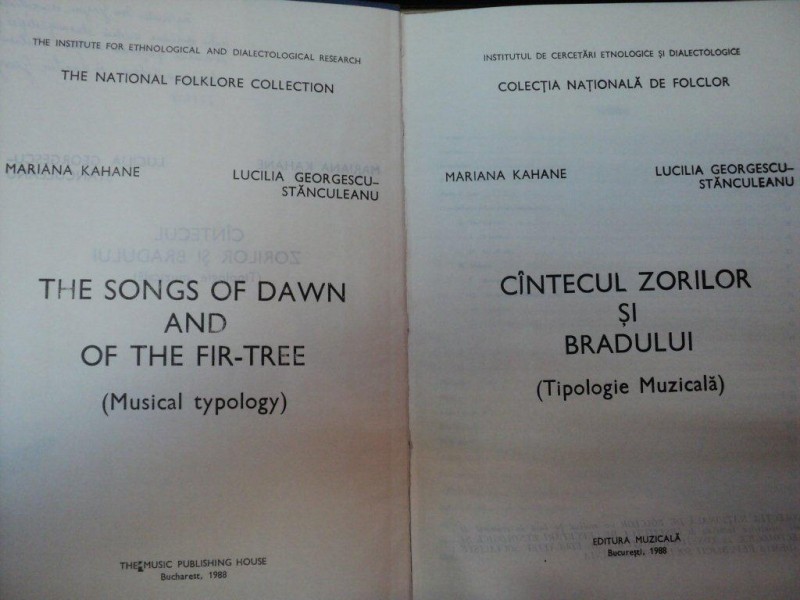 THE INSTITUTE FOR ETHNOLOGICAL AND DIALECTOLOGICAL RESEARCH
THE NATIONAL FOLKLORE COLLECTION
MARIANA KAHANE
LUCILIA GEORGESCU–
STĂNCULEANU
THE SONGS OF DAWN
AND
OF THE FIR-TREE
(Musical typology)
THE MUSIC PUBLISHING HOUSE
Bucharest, 1988
INSTITUTUL DE CERCETĂRI ETNOLOGICE ȘI DIALECTOLOGICE
COLECȚIA NAȚIONALĂ DE FOLCLOR
MARIANA KAHANE
LUCILIA GEORGESCU–
STĂNCULEANU
CÎNTECUL ZORILOR
ȘI
BRADULUI
(Tipologie Muzicală)
EDITURA MUZICALĂ
București, 1988